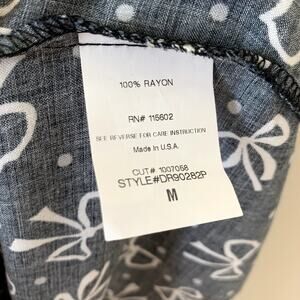 100% RAYON
RN# 115602
SEE REVERSE FOR CARE INSTRUCTION
Made In U.S.A.
CUT# 1007058
STYLE#DR90282P
M